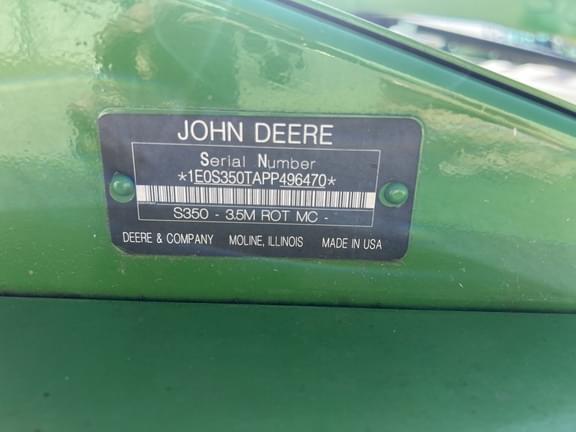 JOHN DEERE
Serial Number
*1E0S350TAPP496470*
S350 - 3.5M ROT MC -
DEERE & COMPANY MOLINE, ILLINOIS MADE IN USA